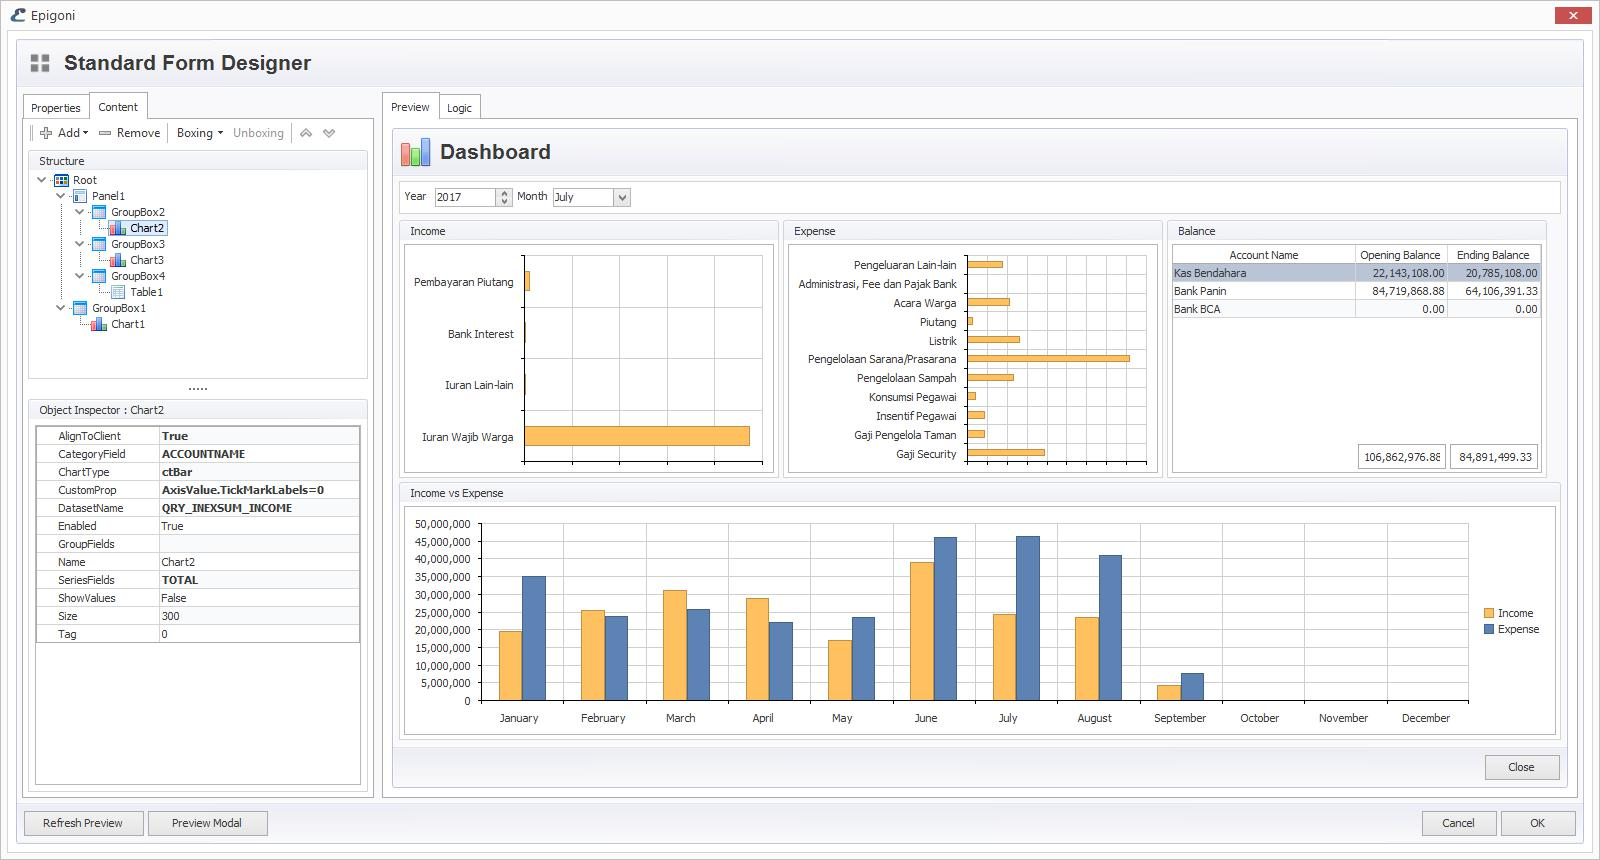 Epigoni
Standard Form Designer
Properties Content
Add Remove Boxing Unboxing
Structure
Root
Panel1
GroupBox2
Chart2
GroupBox3
Chart3
GroupBox4
Table1
GroupBox1
Chart1
Object Inspector : Chart2
AlignToClient True
CategoryField ACCOUNTNAME
ChartType ctBar
CustomProp AxisValue.TickMarkLabels=0
DatasetName QRY_INEXSUM_INCOME
Enabled True
GroupFields
Name Chart2
SeriesFields TOTAL
ShowValues False
Size 300
Tag 0
Preview Logic
Dashboard
Year 2017 Month July
Income
Pembayaran Piutang
Bank Interest
Iuran Lain-lain
Iuran Wajib Warga
Expense
Pengeluaran Lain-lain
Administrasi, Fee dan Pajak Bank
Acara Warga
Piutang
Listrik
Pengelolaan Sarana/Prasarana
Pengelolaan Sampah
Konsumsi Pegawai
Insentif Pegawai
Gaji Pengelola Taman
Gaji Security
Balance
Account Name Opening Balance Ending Balance
Kas Bendahara 22,143,108.00 20,785,108.00
Bank Panin 84,719,868.88 64,106,391.33
Bank BCA 0.00 0.00
106,862,976.88 84,891,499.33
Income vs Expense
50,000,000
45,000,000
40,000,000
35,000,000
30,000,000
25,000,000
20,000,000
15,000,000
10,000,000
5,000,000
0
January February March April May June July August September October November December
Income
Expense
Close
Refresh Preview Preview Modal Cancel OK